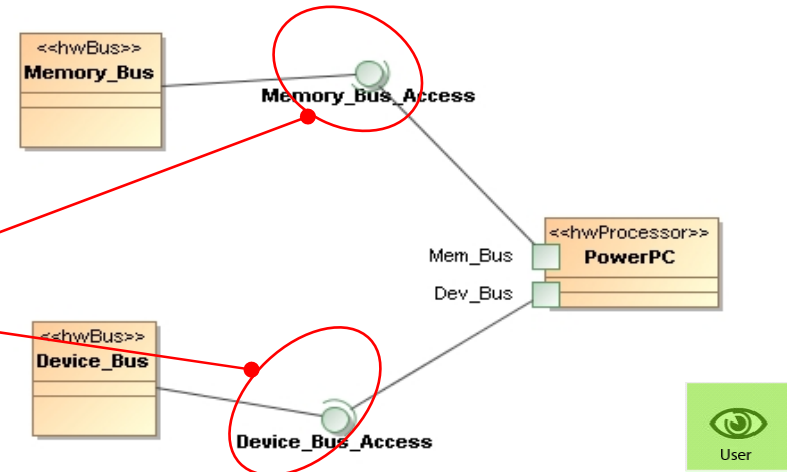 <<hwBus>>
Memory_Bus
Memory_Bus_Access
<<hwProcessor>>
PowerPC
Mem_Bus
Dev_Bus
<<hwBus>>
Device_Bus
Device_Bus_Access
User